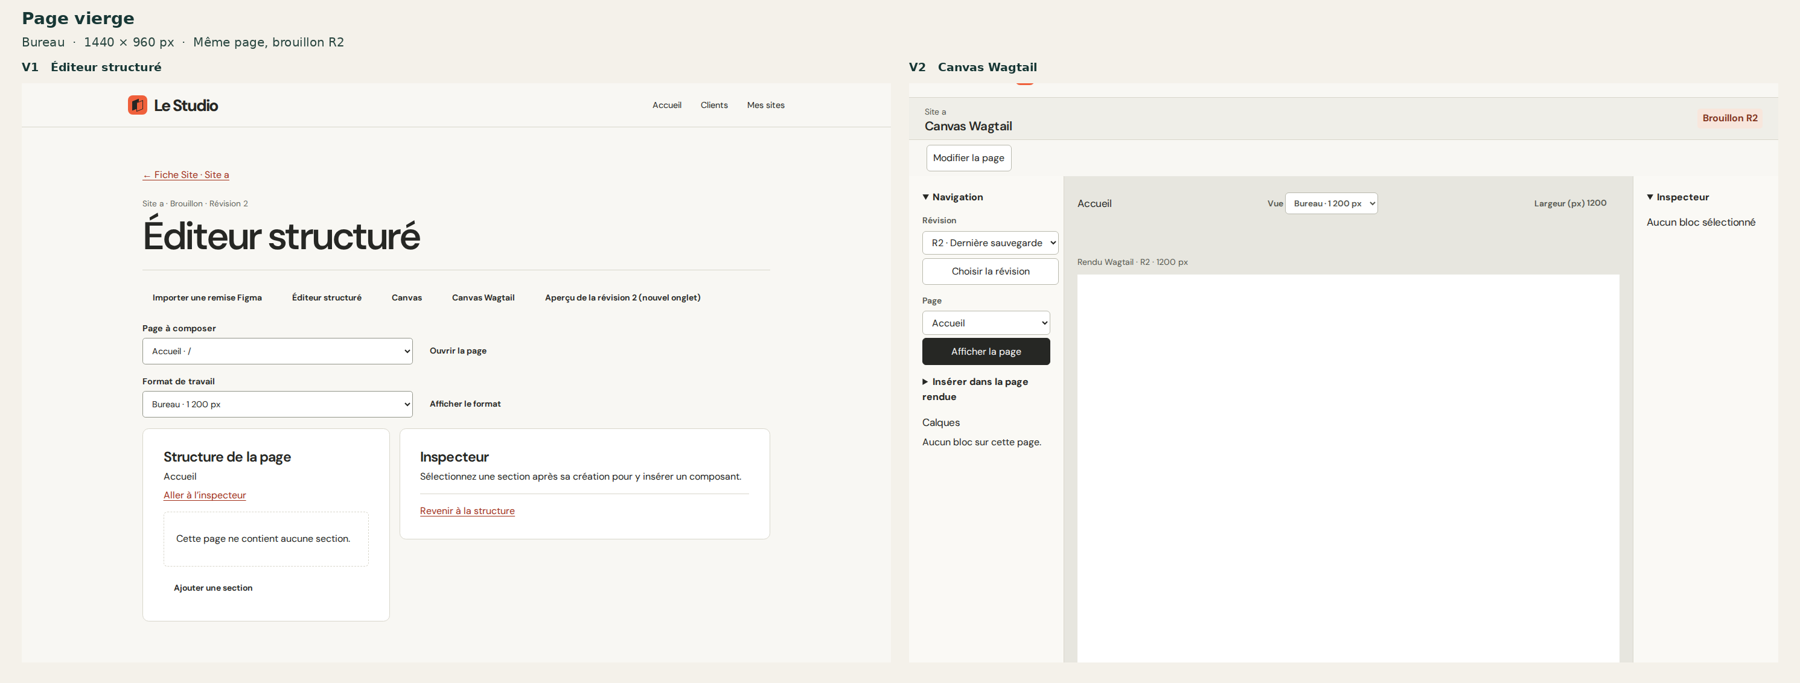 Page vierge
Bureau · 1440 × 960 px · Même page, brouillon R2
V1 Éditeur structuré
Le Studio
Accueil
Clients
Mes sites
← Fiche Site · Site a
Site a · Brouillon · Révision 2
Éditeur structuré
Importer une remise Figma
Éditeur structuré
Canvas
Canvas Wagtail
Aperçu de la révision 2 (nouvel onglet)
Page à composer
Accueil · /
Ouvrir la page
Format de travail
Bureau · 1 200 px
Afficher le format
Structure de la page
Accueil
Aller à l'inspecteur
Cette page ne contient aucune section.
Ajouter une section
Inspecteur
Sélectionnez une section après sa création pour y insérer un composant.
Revenir à la structure
V2 Canvas Wagtail
Site a
Canvas Wagtail
Brouillon R2
Modifier la page
▼ Navigation
Révision
R2 · Dernière sauvegarde
Choisir la révision
Page
Accueil
Afficher la page
▶ Insérer dans la page
rendue
Calques
Aucun bloc sur cette page.
Accueil
Vue
Bureau · 1 200 px
Largeur (px) 1200
Rendu Wagtail · R2 · 1200 px
▼ Inspecteur
Aucun bloc sélectionné